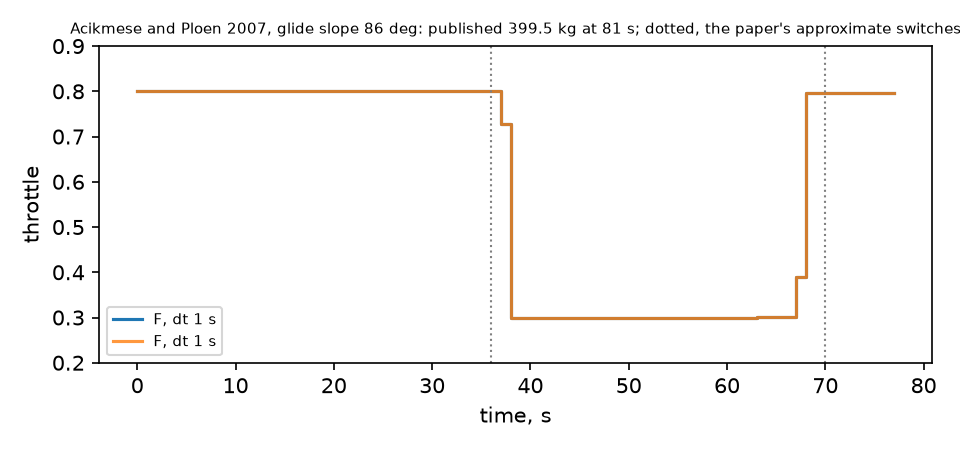 Acikmese and Ploen 2007, glide slope 86 deg: published 399.5 kg at 81 s; dotted, the paper's approximate switches
0.9
0.8
0.7
0.6
0.5
0.4
0.3
0.2
throttle
F, dt 1 s
F, dt 1 s
0 10 20 30 40 50 60 70 80
time, s